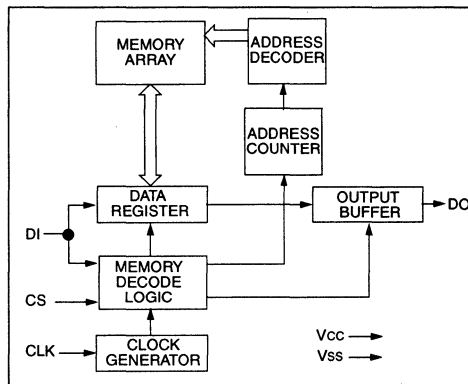 MEMORY
ARRAY
ADDRESS
DECODER
ADDRESS
COUNTER
DATA
REGISTER
OUTPUT
BUFFER
DO
DI
MEMORY
DECODE
LOGIC
CS
CLK
CLOCK
GENERATOR
Vcc
Vss